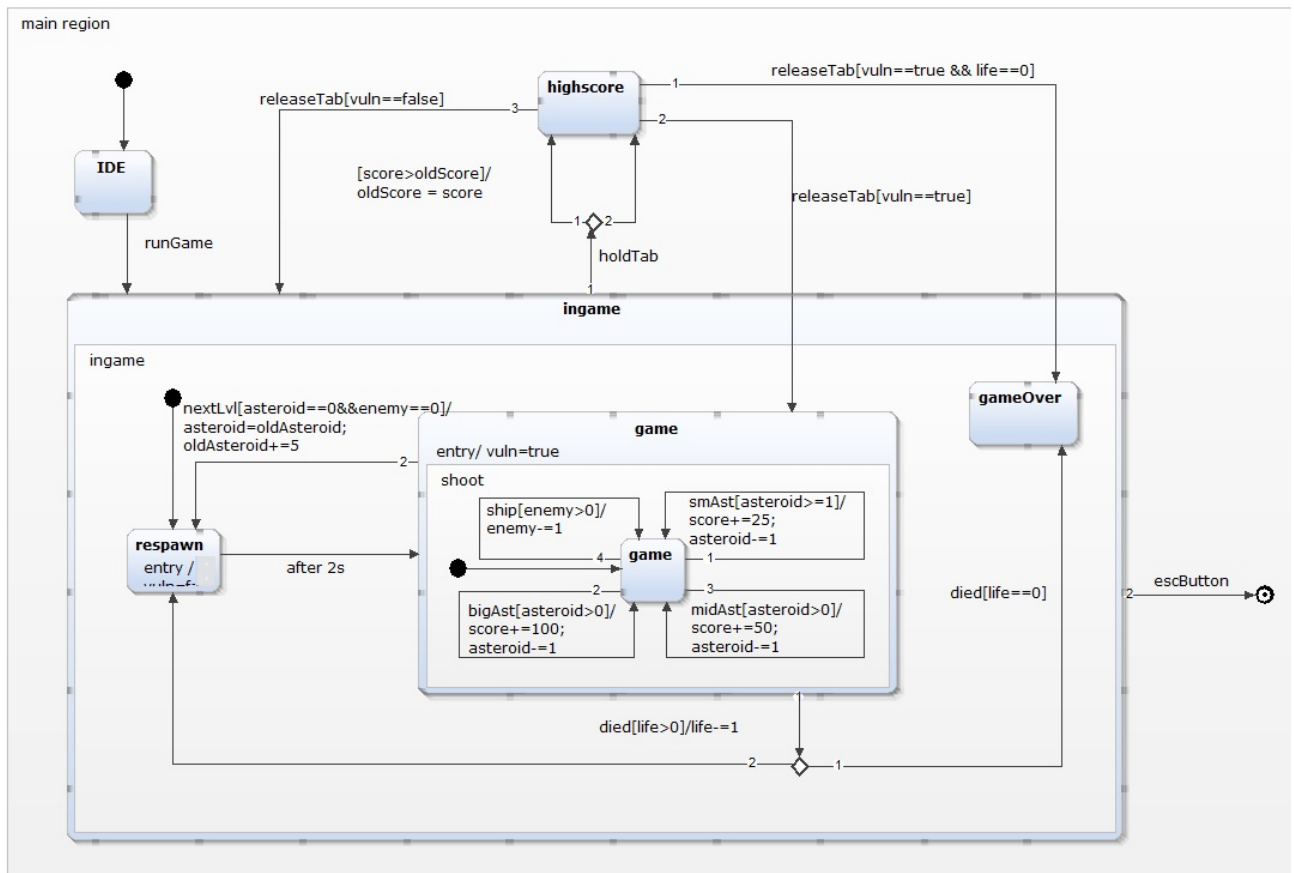 main region
highscore
1
releaseTab[vuln==true && life==0]
releaseTab[vuln==false]
3
2
IDE
[score>oldScore]/
oldScore = score
releaseTab[vuln==true]
1
2
runGame
holdTab
1
ingame
ingame
gameOver
nextLvl[asteroid==0&&enemy==0]/
asteroid=oldAsteroid;
oldAsteroid+=5
2
game
entry/ vuln=true
shoot
ship[enemy>0]/
enemy-=1
smAst[asteroid>=1]/
score+=25;
asteroid-=1
respawn
entry /
after 2s
4
game
1
2
3
bigAst[asteroid>0]/
score+=100;
asteroid-=1
midAst[asteroid>0]/
score+=50;
asteroid-=1
died[life==0]
2
escButton
1
died[life>0]/life-=1
2
1